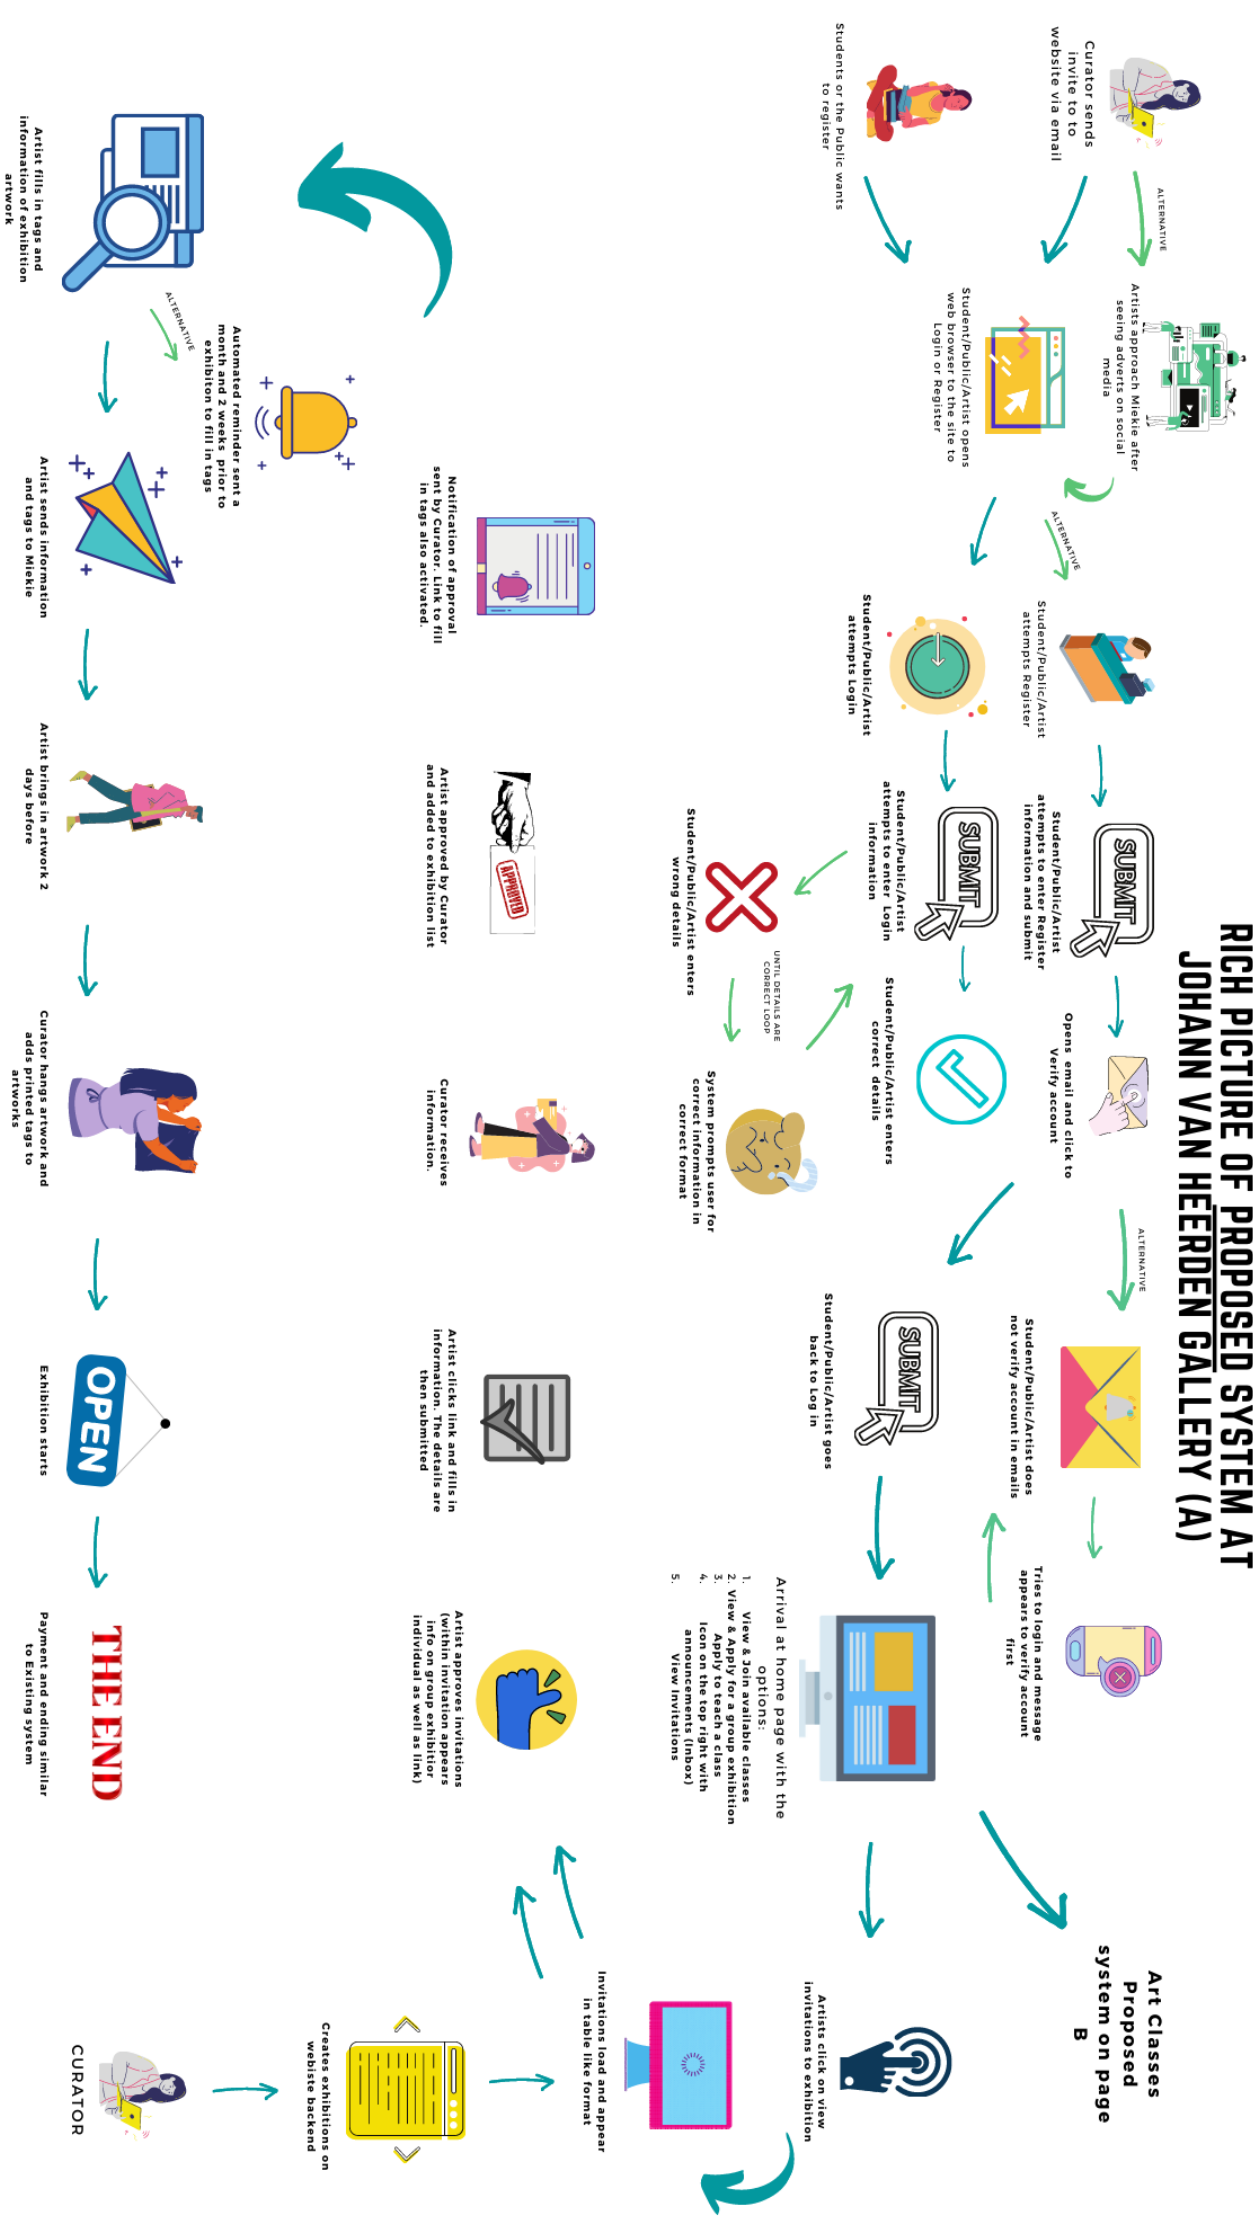 RICH PICTURE OF PROPOSED SYSTEM AT
JOHANN VAN HEERDEN GALLERY (A)
Curator sends
invite to to
website via email
ALTERNATIVE
Artists approach Miekie after
seeing adverts on social
media
Students or the Public wants
to register
Student/Public/Artist opens
web browser to the site to
Login or Register
ALTERNATIVE
Student/Public/Artist
attempts Register
SUBMIT
Student/Public/Artist
attempts to enter Register
information and submit
Opens email and click to
Verify account
ALTERNATIVE
Student/Public/Artist does
not verify account in emails
Tries to login and message
appears to verify account
first
Student/Public/Artist
attempts Login
SUBMIT
Student/Public/Artist
attempts to enter Login
information
Student/Public/Artist enters
correct details
Student/Public/Artist enters
wrong details
UNTIL DETAILS ARE
CORRECT LOOP
System prompts user for
correct information in
correct format
SUBMIT
Student/Public/Artist goes
back to Log in
Arrival at home page with the
options:
1. View & Join available classes
2. View & Apply for a group exhibition
3. Apply to teach a class
4. Icon on the top right with
announcements (Inbox)
5. View Invitations
Art Classes
Proposed
system on page
B
Artists click on view
invitations to exhibition
Invitations load and appear
in table like format
Creates exhibitions on
webiste backend
CURATOR
Artist approves invitations
(within invitation appears
info on group exhibitior
individual as well as link)
Artist clicks link and fills in
information. The details are
then submitted
Curator receives
information.
APPROVED
Artist approved by Curator
and added to exhibition list
Notification of approval
sent by Curator. Link to fill
in tags also activated.
Artist fills in tags and
information of exhibition
artwork
ALTERNATIVE
Automated reminder sent a
month and 2 weeks prior to
exhibiton to fill in tags
Artist sends information
and tags to Miekie
Artist brings in artwork 2
days before
Curator hangs artwork and
adds printed tags to
artworks
OPEN
Exhibition starts
THE END
Payment and ending similar
to Existing system